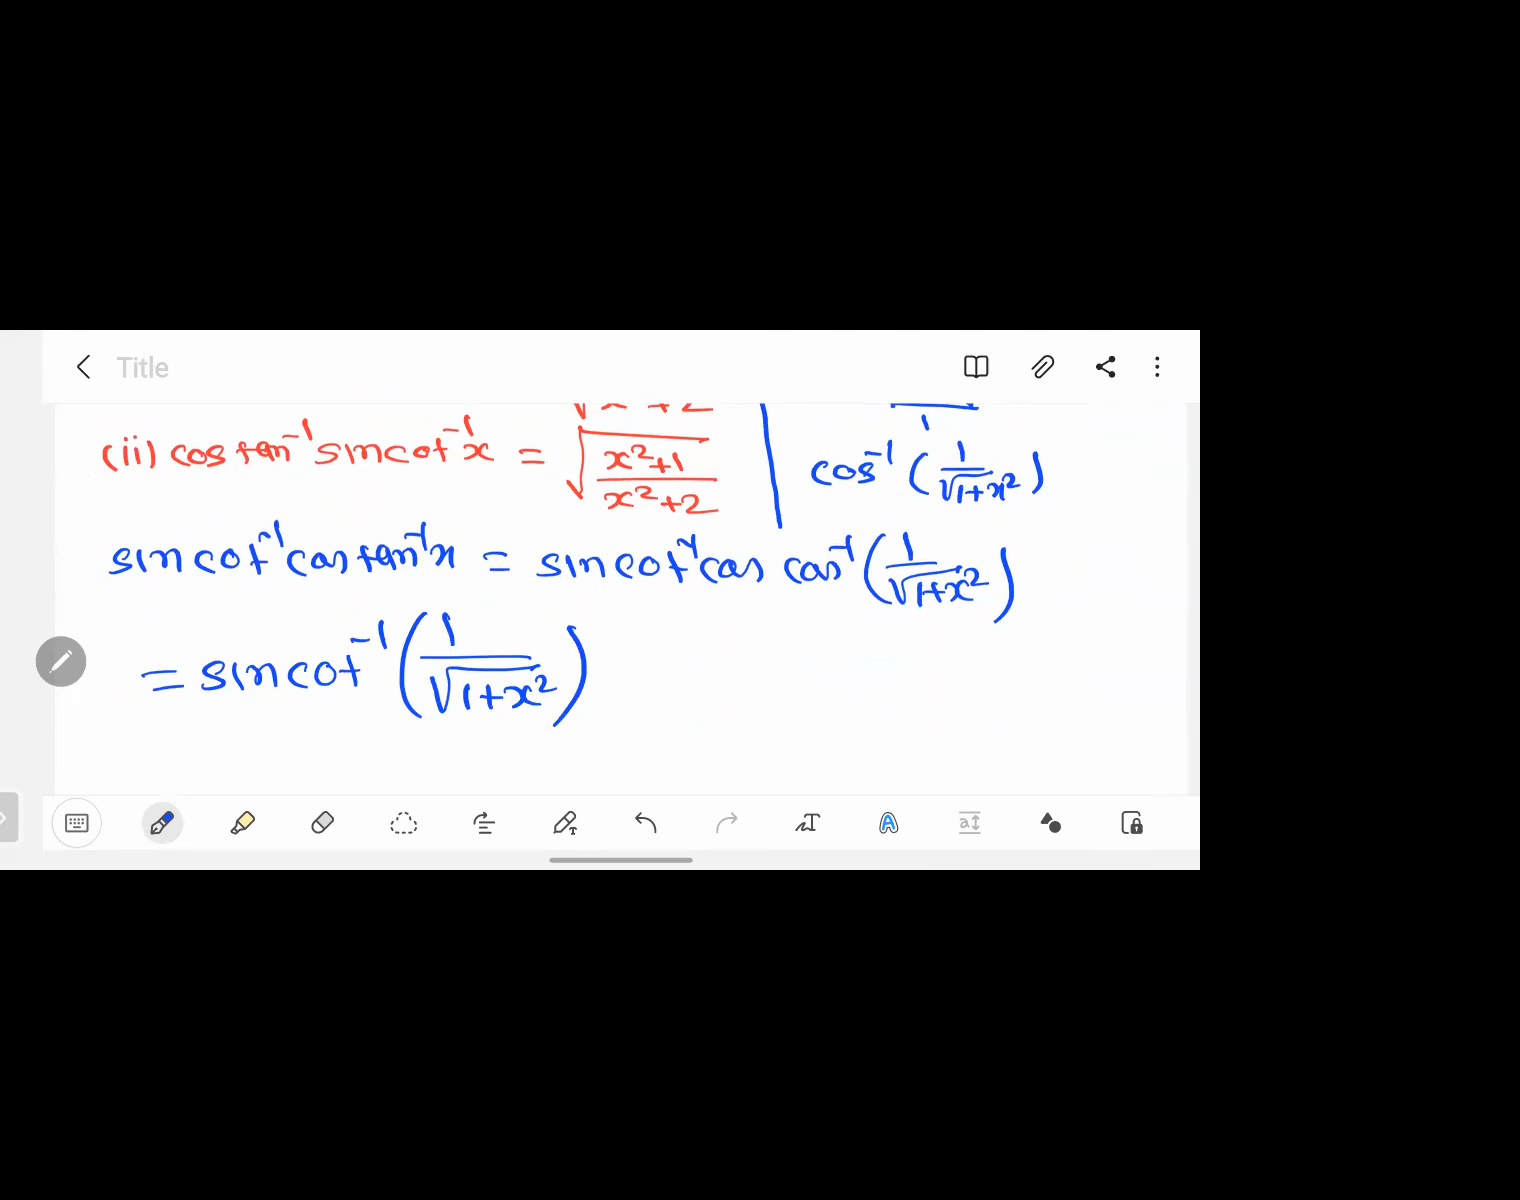 Title
(ii) cos tan⁻¹ sin cot⁻¹ x = √((x²+1)/(x²+2))
cos⁻¹ (1/√(1+x²))
sin cot⁻¹ cos tan⁻¹ x = sin cot⁻¹ cos cos⁻¹ (1/√(1+x²))
= sin cot⁻¹ (1/√(1+x²))